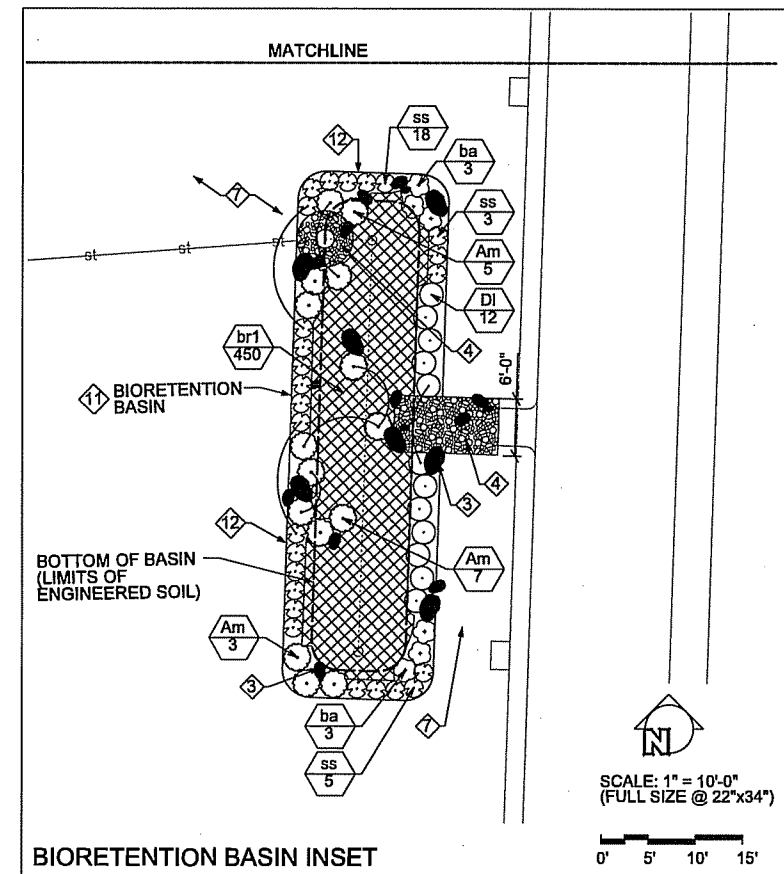 MATCHLINE
ss
18
12
ba
3
7
ss
3
st
st
st
Am
5
Dl
12
br1
450
4
6'-0"
11 BIORETENTION
BASIN
4
3
12
BOTTOM OF BASIN
(LIMITS OF
ENGINEERED SOIL)
Am
7
Am
3
3
ba
3
7
ss
5
N
SCALE: 1" = 10'-0"
(FULL SIZE @ 22"x34")
0' 5' 10' 15'
BIORETENTION BASIN INSET